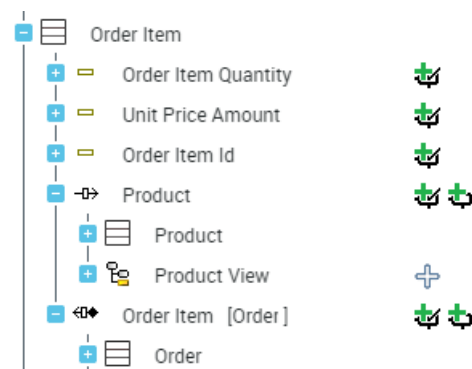 Order Item
Order Item Quantity
Unit Price Amount
Order Item Id
Product
Product
Product View
Order Item [Order]
Order